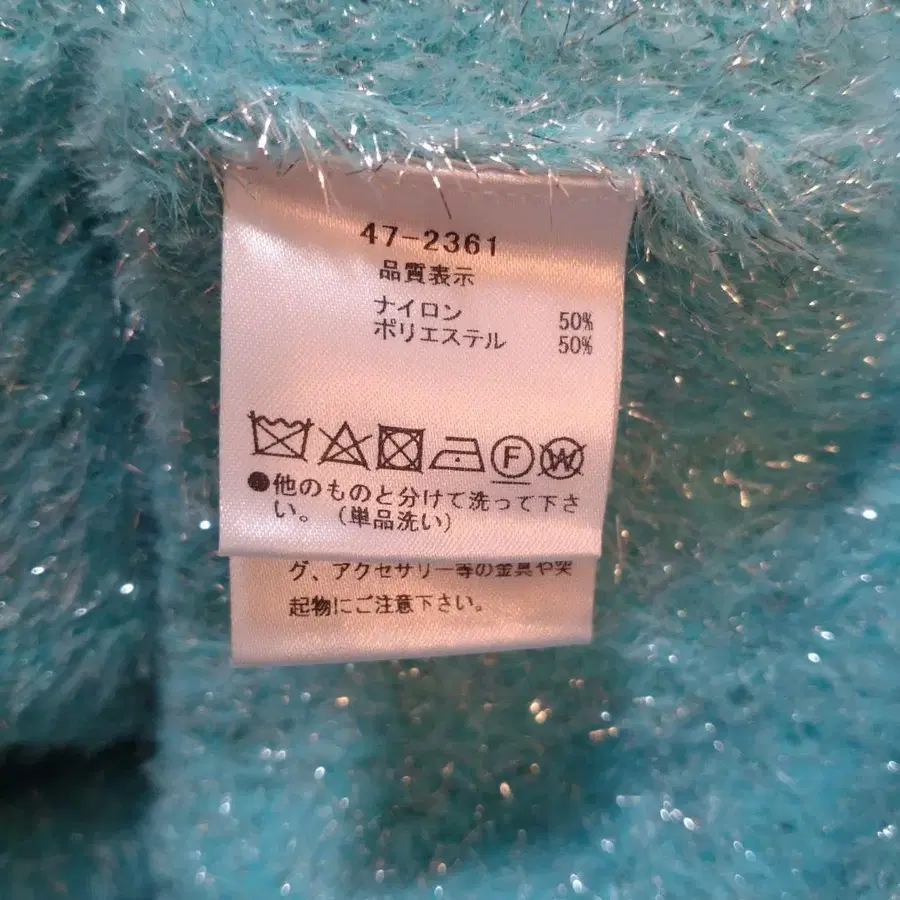 47-2361
品質表示
ナイロン 50%
ポリエステル 50%
F W
●他のものと分けて洗って下さ
い。(単品洗い)
グ、アクセサリー等の金具や突
起物にご注意下さい。